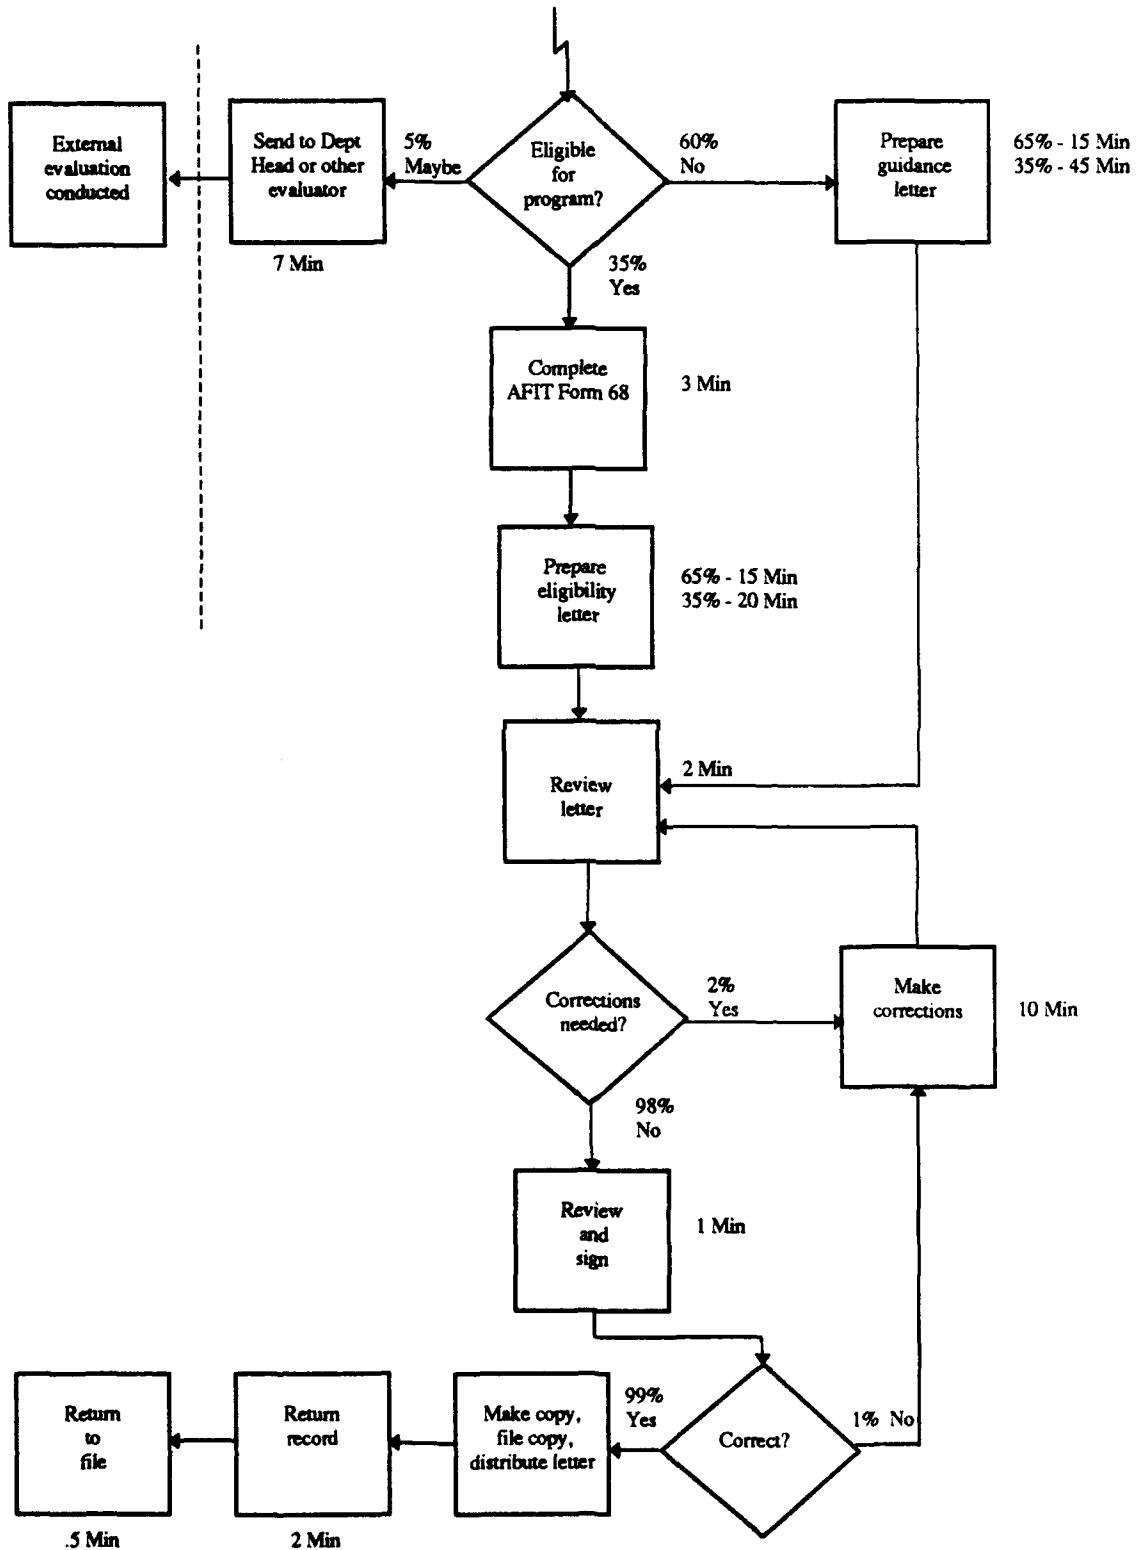 Eligible
for
program?
5%
Maybe
60%
No
35%
Yes
External
evaluation
conducted
Send to Dept
Head or other
evaluator
7 Min
Prepare
guidance
letter
65% - 15 Min
35% - 45 Min
Complete
AFIT Form 68
3 Min
Prepare
eligibility
letter
65% - 15 Min
35% - 20 Min
Review
letter
2 Min
Corrections
needed?
2%
Yes
Make
corrections
10 Min
98%
No
Review
and
sign
1 Min
Correct?
1% No
99%
Yes
Make copy,
file copy,
distribute letter
Return
record
2 Min
Return
to
file
.5 Min